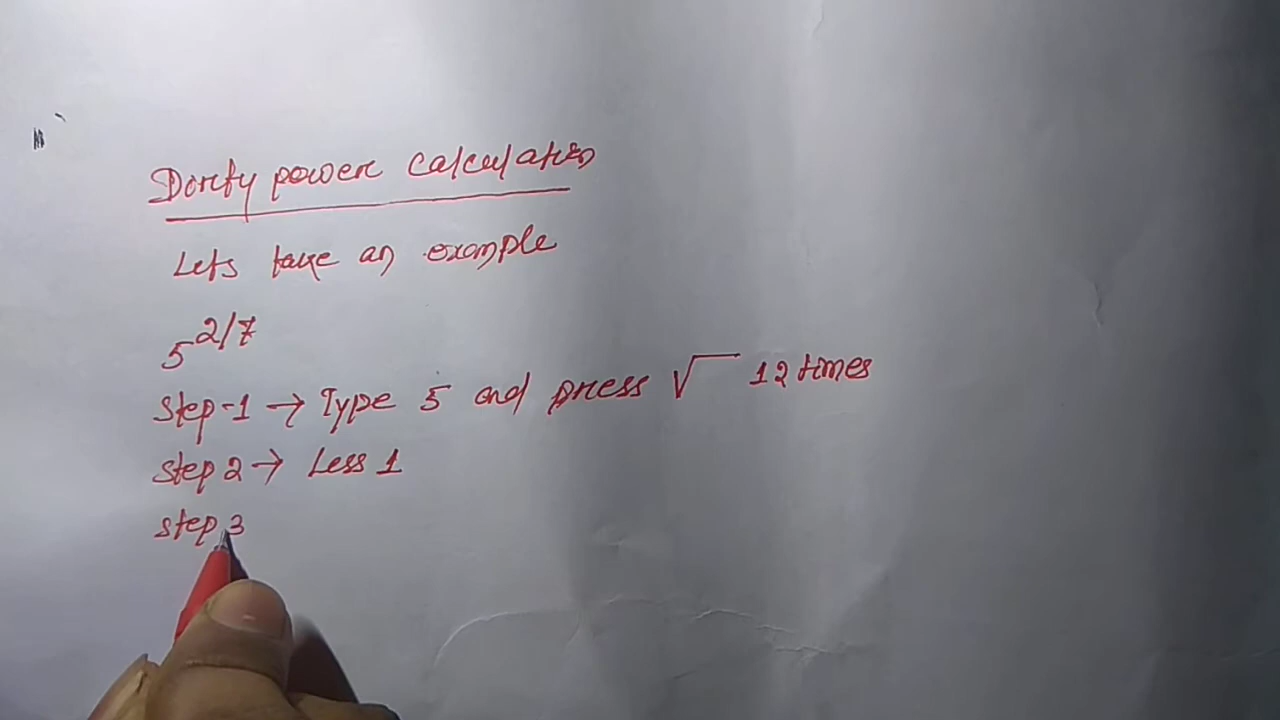 power calculation
Lets take an example
5^2/7
Step-1 → Type 5 and press √ 12 times
Step 2 → Less 1
Step 3